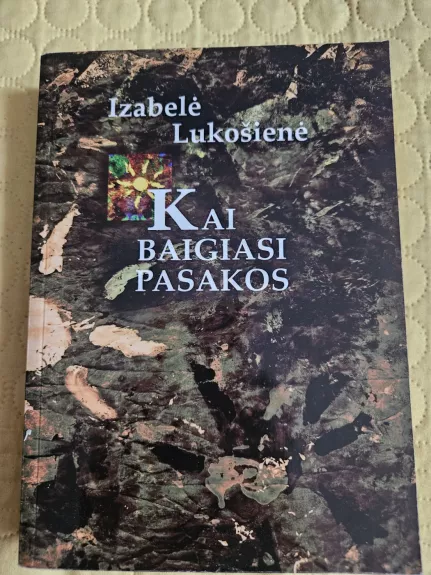 Izabelė
Lukošienė
KAI
BAIGIASI
PASAKOS